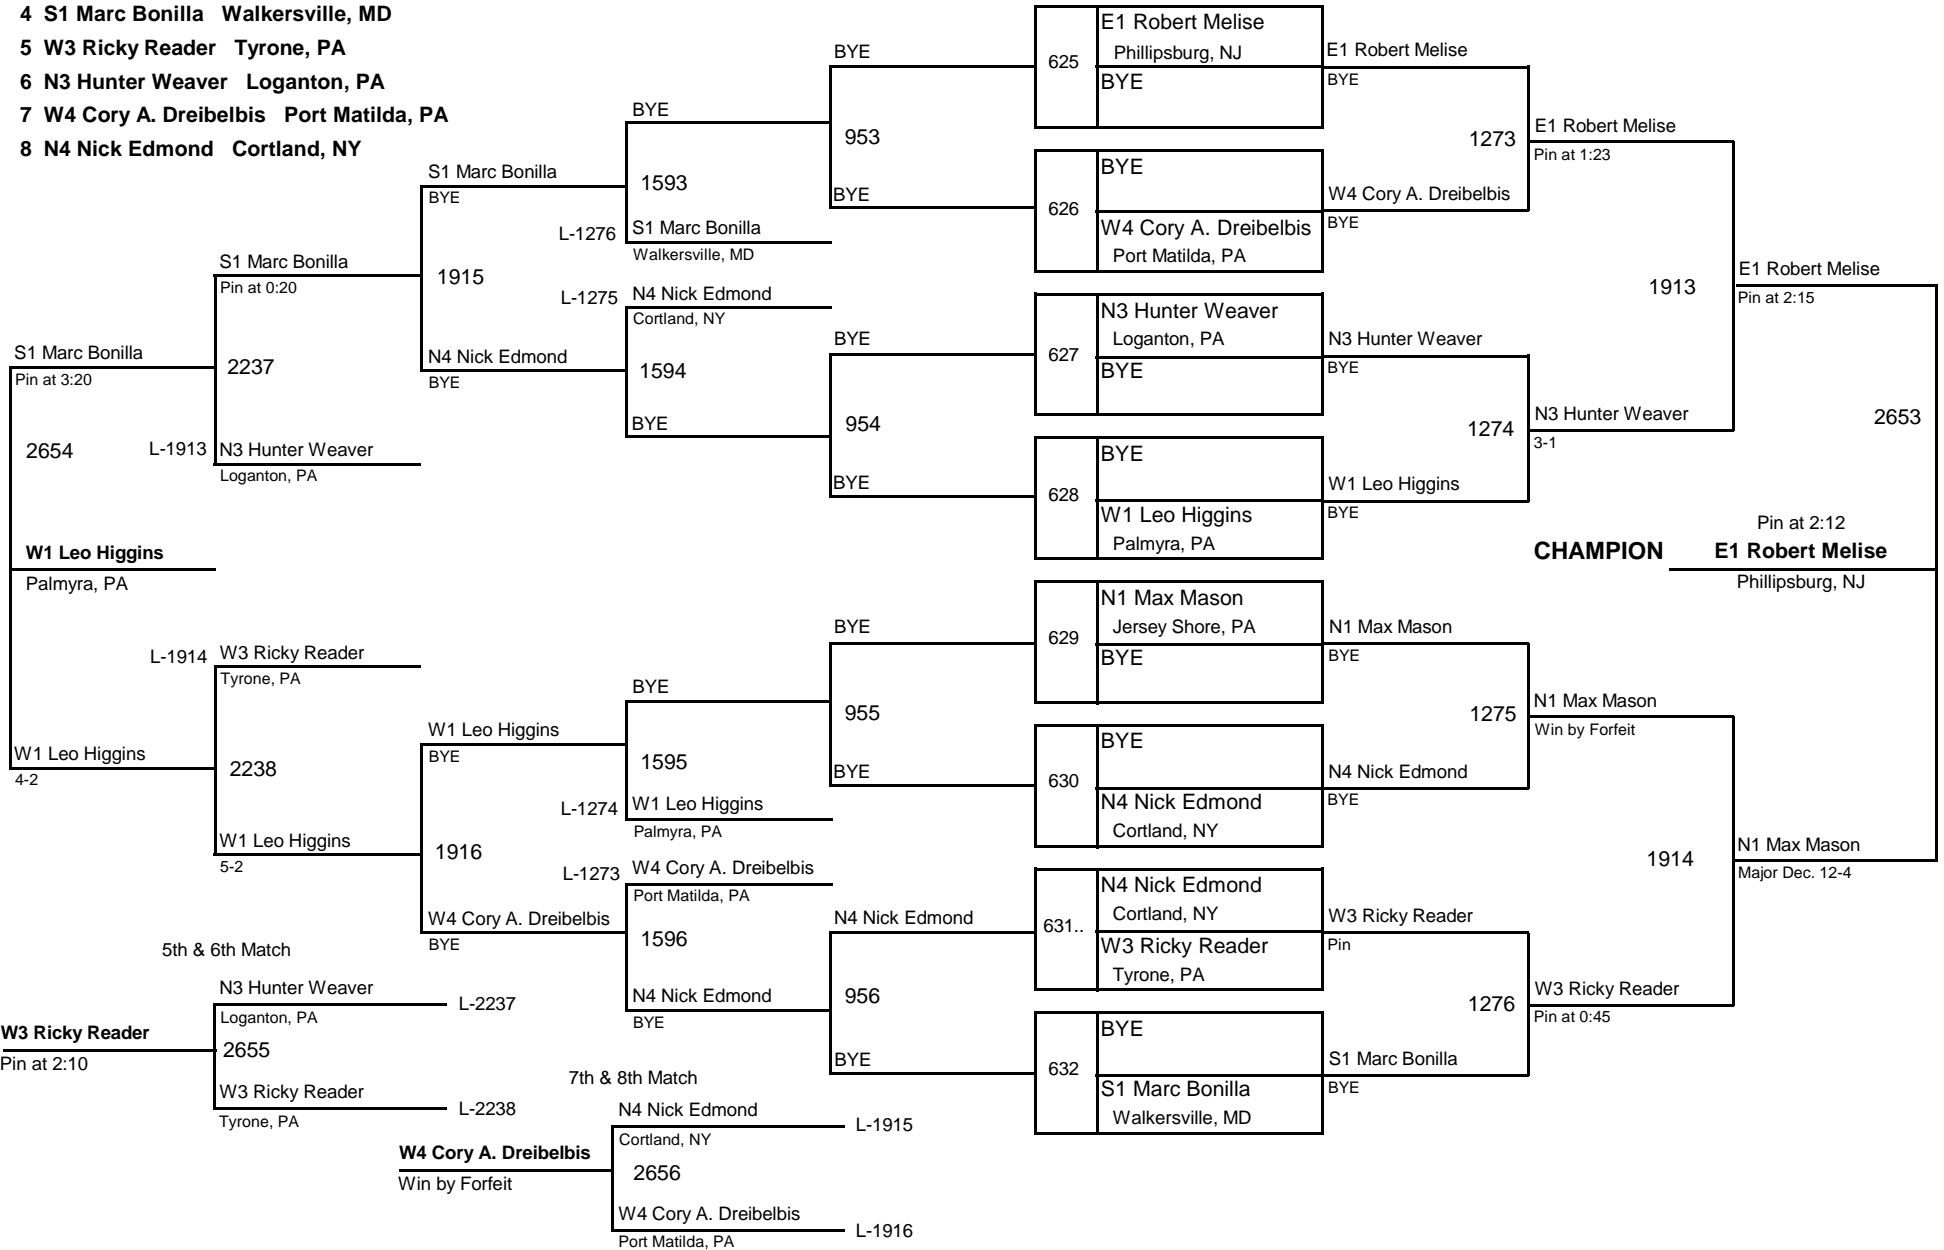 4 S1 Marc Bonilla Walkersville, MD
5 W3 Ricky Reader Tyrone, PA
6 N3 Hunter Weaver Loganton, PA
7 W4 Cory A. Dreibelbis Port Matilda, PA
8 N4 Nick Edmond Cortland, NY
625
E1 Robert Melise
Phillipsburg, NJ
BYE
626
BYE
W4 Cory A. Dreibelbis
Port Matilda, PA
627
N3 Hunter Weaver
Loganton, PA
BYE
628
BYE
W1 Leo Higgins
Palmyra, PA
629
N1 Max Mason
Jersey Shore, PA
BYE
630
BYE
N4 Nick Edmond
Cortland, NY
631..
N4 Nick Edmond
Cortland, NY
W3 Ricky Reader
Tyrone, PA
632
BYE
S1 Marc Bonilla
Walkersville, MD
E1 Robert Melise
BYE
1273
W4 Cory A. Dreibelbis
BYE
N3 Hunter Weaver
BYE
1274
W1 Leo Higgins
BYE
N1 Max Mason
BYE
1275
N4 Nick Edmond
BYE
W3 Ricky Reader
Pin
1276
S1 Marc Bonilla
BYE
E1 Robert Melise
Pin at 1:23
1913
N3 Hunter Weaver
3-1
N1 Max Mason
Win by Forfeit
1914
W3 Ricky Reader
Pin at 0:45
E1 Robert Melise
Pin at 2:15
2653
N1 Max Mason
Major Dec. 12-4
Pin at 2:12
CHAMPION E1 Robert Melise
Phillipsburg, NJ
BYE
953
BYE
BYE
954
BYE
BYE
955
BYE
N4 Nick Edmond
956
BYE
BYE
1593
L-1276 S1 Marc Bonilla
Walkersville, MD
L-1275 N4 Nick Edmond
Cortland, NY
1594
BYE
BYE
1595
L-1274 W1 Leo Higgins
Palmyra, PA
L-1273 W4 Cory A. Dreibelbis
Port Matilda, PA
1596
N4 Nick Edmond
BYE
S1 Marc Bonilla
BYE
1915
N4 Nick Edmond
BYE
W1 Leo Higgins
BYE
1916
W4 Cory A. Dreibelbis
BYE
S1 Marc Bonilla
Pin at 0:20
2237
L-1913 N3 Hunter Weaver
Loganton, PA
L-1914 W3 Ricky Reader
Tyrone, PA
2238
W1 Leo Higgins
5-2
S1 Marc Bonilla
Pin at 3:20
2654
W1 Leo Higgins
Palmyra, PA
W1 Leo Higgins
4-2
5th & 6th Match
N3 Hunter Weaver
L-2237
Loganton, PA
W3 Ricky Reader
2655
Pin at 2:10
W3 Ricky Reader
L-2238
Tyrone, PA
7th & 8th Match
N4 Nick Edmond
L-1915
Cortland, NY
W4 Cory A. Dreibelbis
2656
Win by Forfeit
W4 Cory A. Dreibelbis
L-1916
Port Matilda, PA